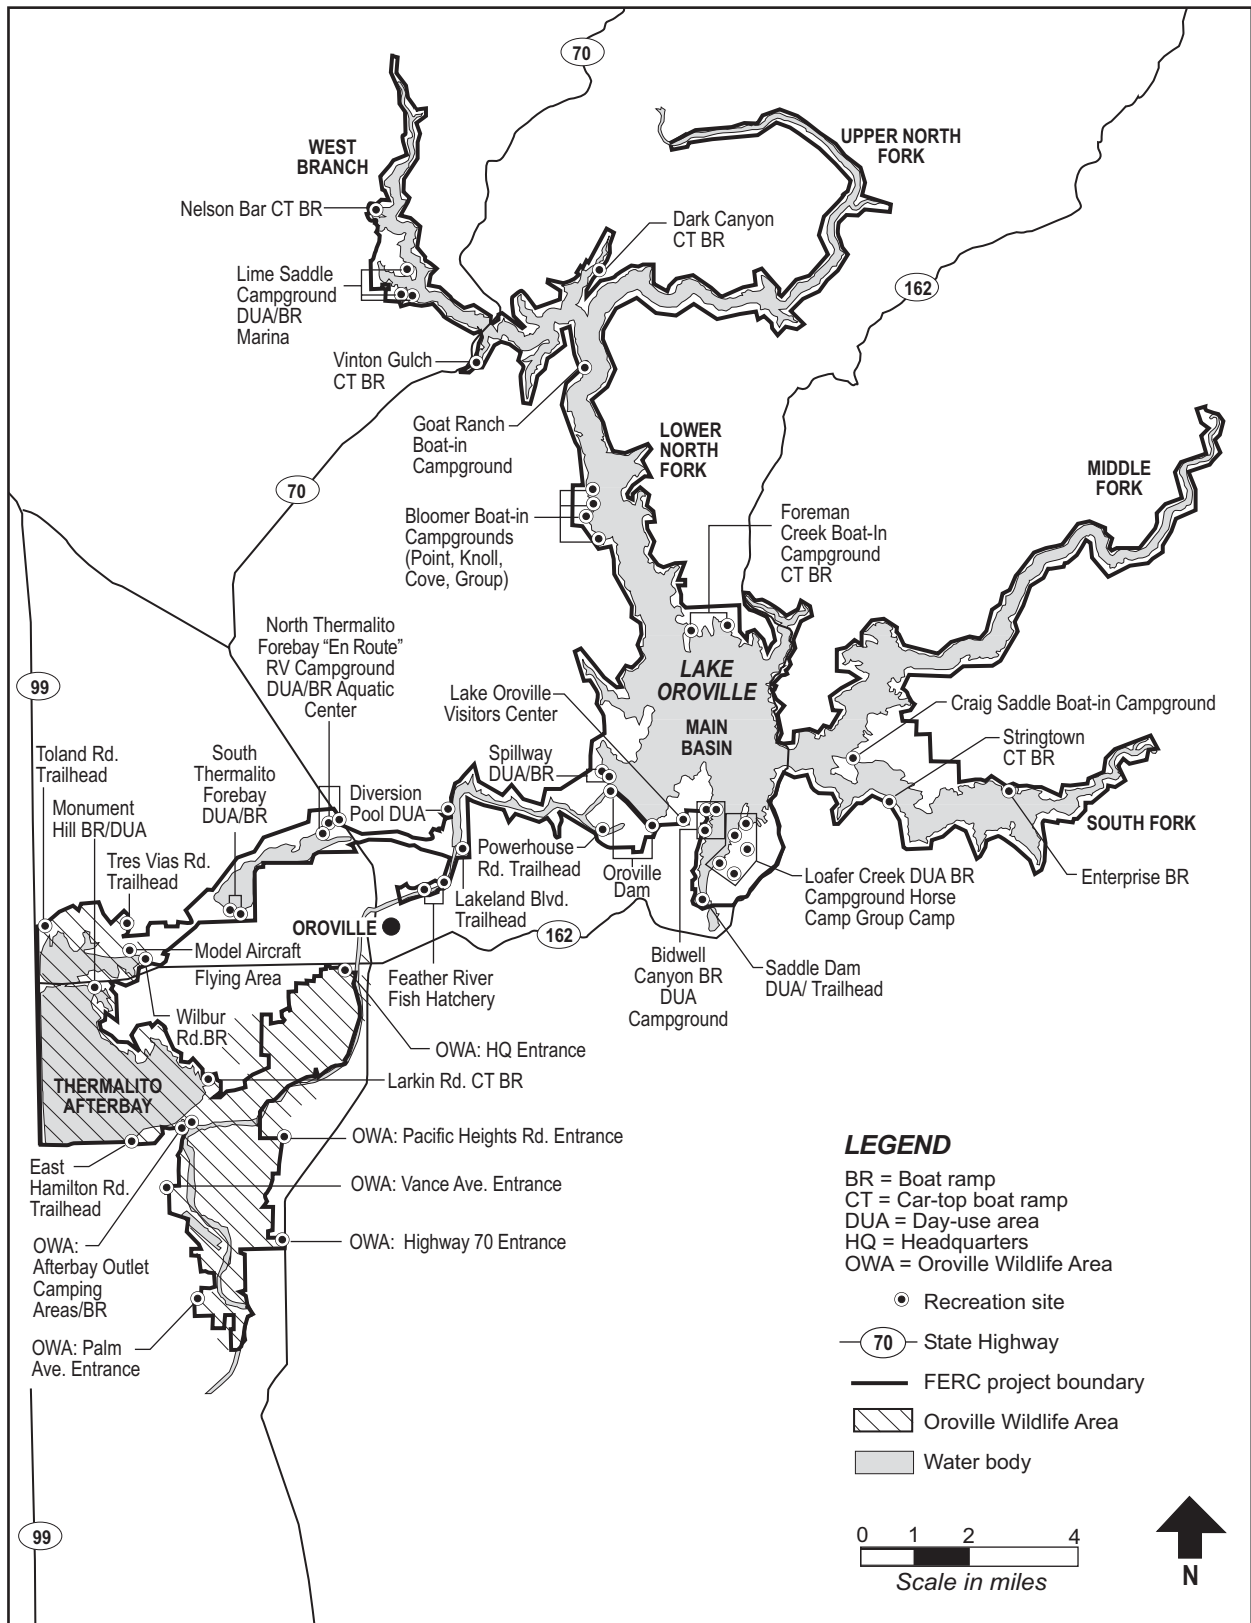 70
WEST
BRANCH
UPPER NORTH
FORK
Nelson Bar CT BR
Dark Canyon
CT BR
Lime Saddle
Campground
DUA/BR
Marina
162
Vinton Gulch
CT BR
Goat Ranch
Boat-in
Campground
LOWER
NORTH
FORK
MIDDLE
FORK
70
Bloomer Boat-in
Campgrounds
(Point, Knoll,
Cove, Group)
Foreman
Creek Boat-In
Campground
CT BR
North Thermalito
Forebay “En Route”
RV Campground
DUA/BR Aquatic
Center
99
LAKE
OROVILLE
MAIN
BASIN
Lake Oroville
Visitors Center
Craig Saddle Boat-in Campground
Stringtown
CT BR
Toland Rd.
Trailhead
South
Thermalito
Forebay
DUA/BR
Spillway
DUA/BR
Monument
Hill BR/DUA
Diversion
Pool DUA
SOUTH FORK
Tres Vias Rd.
Trailhead
Powerhouse
Rd. Trailhead
Oroville
Dam
Loafer Creek DUA BR
Campground Horse
Camp Group Camp
Enterprise BR
Lakeland Blvd.
Trailhead
OROVILLE
162
Model Aircraft
Flying Area
Feather River
Fish Hatchery
Bidwell
Canyon BR
DUA
Campground
Saddle Dam
DUA/ Trailhead
Wilbur
Rd.BR
OWA: HQ Entrance
THERMALITO
AFTERBAY
Larkin Rd. CT BR
OWA: Pacific Heights Rd. Entrance
East
Hamilton Rd.
Trailhead
OWA: Vance Ave. Entrance
OWA:
Afterbay Outlet
Camping
Areas/BR
OWA: Highway 70 Entrance
OWA: Palm
Ave. Entrance
99
LEGEND
BR = Boat ramp
CT = Car-top boat ramp
DUA = Day-use area
HQ = Headquarters
OWA = Oroville Wildlife Area
Recreation site
70 State Highway
FERC project boundary
Oroville Wildlife Area
Water body
0 1 2 4
Scale in miles
N